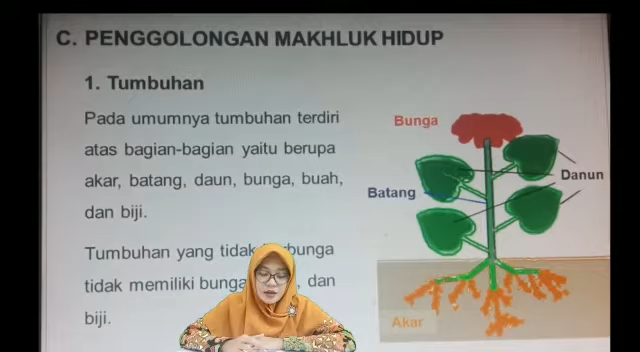 C. PENGGOLONGAN MAKHLUK HIDUP
1. Tumbuhan
Pada umumnya tumbuhan terdiri
atas bagian-bagian yaitu berupa
akar, batang, daun, bunga, buah,
dan biji.
Tumbuhan yang tidak bunga
tidak memiliki bunga , dan
biji.
Bunga
Danun
Batang
Akar